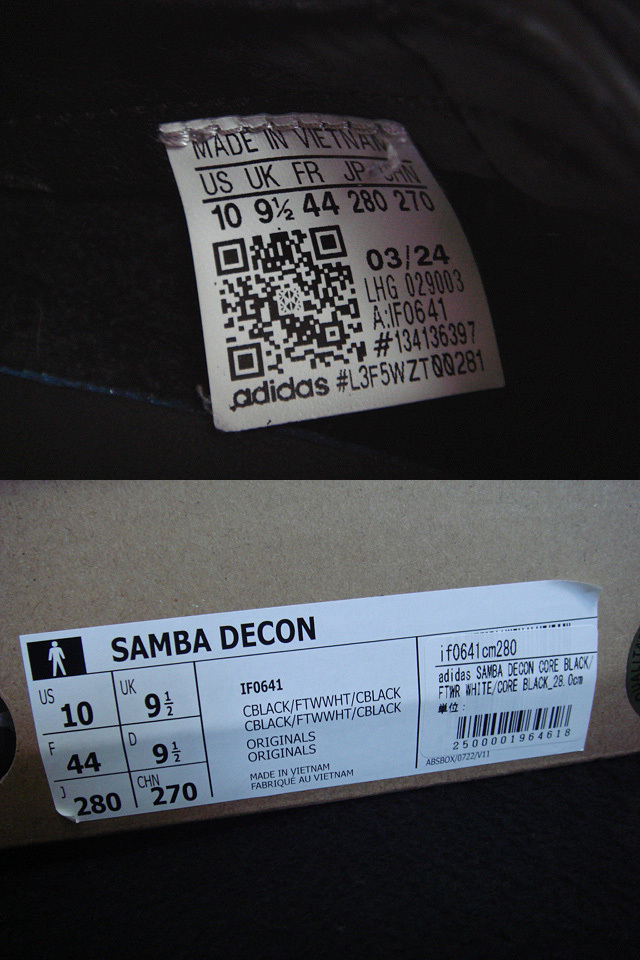 MADE IN VIETNAM
US UK FR JP CHN
10 9½ 44 280 270
03/24
LHG 029003
A:IF0641
#134136397
adidas #L3F5WZT00281
SAMBA DECON
US 10 UK 9½
F 44 D 9½
J 280 CHN 270
IF0641
CBLACK/FTWWHT/CBLACK
CBLACK/FTWWHT/CBLACK
ORIGINALS
ORIGINALS
MADE IN VIETNAM
FABRIQUÉ AU VIETNAM
if0641cm280
adidas SAMBA DECON CORE BLACK/
FTWR WHITE/CORE BLACK_28.0cm
単位:
2500001964618
ABSBOX/0722/V11